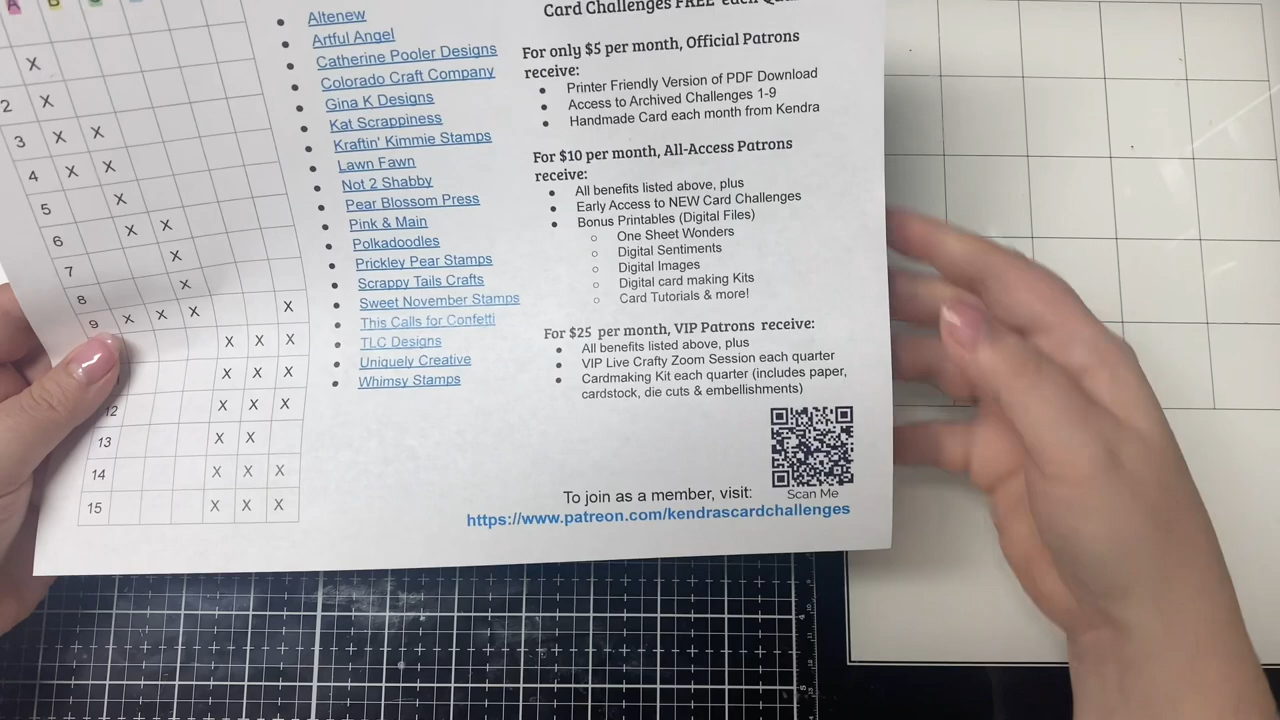 A B
X
2 X
3 X X
4 X X
5 X
6 X X
7 X
8 X
9 X X X X
X X X
X X X
12 X X X
13 X X
14 X X X
15 X X X
Altenew
Artful Angel
Catherine Pooler Designs
Colorado Craft Company
Gina K Designs
Kat Scrappiness
Kraftin' Kimmie Stamps
Lawn Fawn
Not 2 Shabby
Pear Blossom Press
Pink & Main
Polkadoodles
Prickley Pear Stamps
Scrappy Tails Crafts
Sweet November Stamps
This Calls for Confetti
TLC Designs
Uniquely Creative
Whimsy Stamps
Card Challenges FREE each
For only $5 per month, Official Patrons
receive:
Printer Friendly Version of PDF Download
Access to Archived Challenges 1-9
Handmade Card each month from Kendra
For $10 per month, All-Access Patrons
receive:
All benefits listed above, plus
Early Access to NEW Card Challenges
Bonus Printables (Digital Files)
One Sheet Wonders
Digital Sentiments
Digital Images
Digital card making Kits
Card Tutorials & more!
For $25 per month, VIP Patrons receive:
All benefits listed above, plus
VIP Live Crafty Zoom Session each quarter
Cardmaking Kit each quarter (includes paper,
cardstock, die cuts & embellishments)
Scan Me
To join as a member, visit:
https://www.patreon.com/kendrascardchallenges